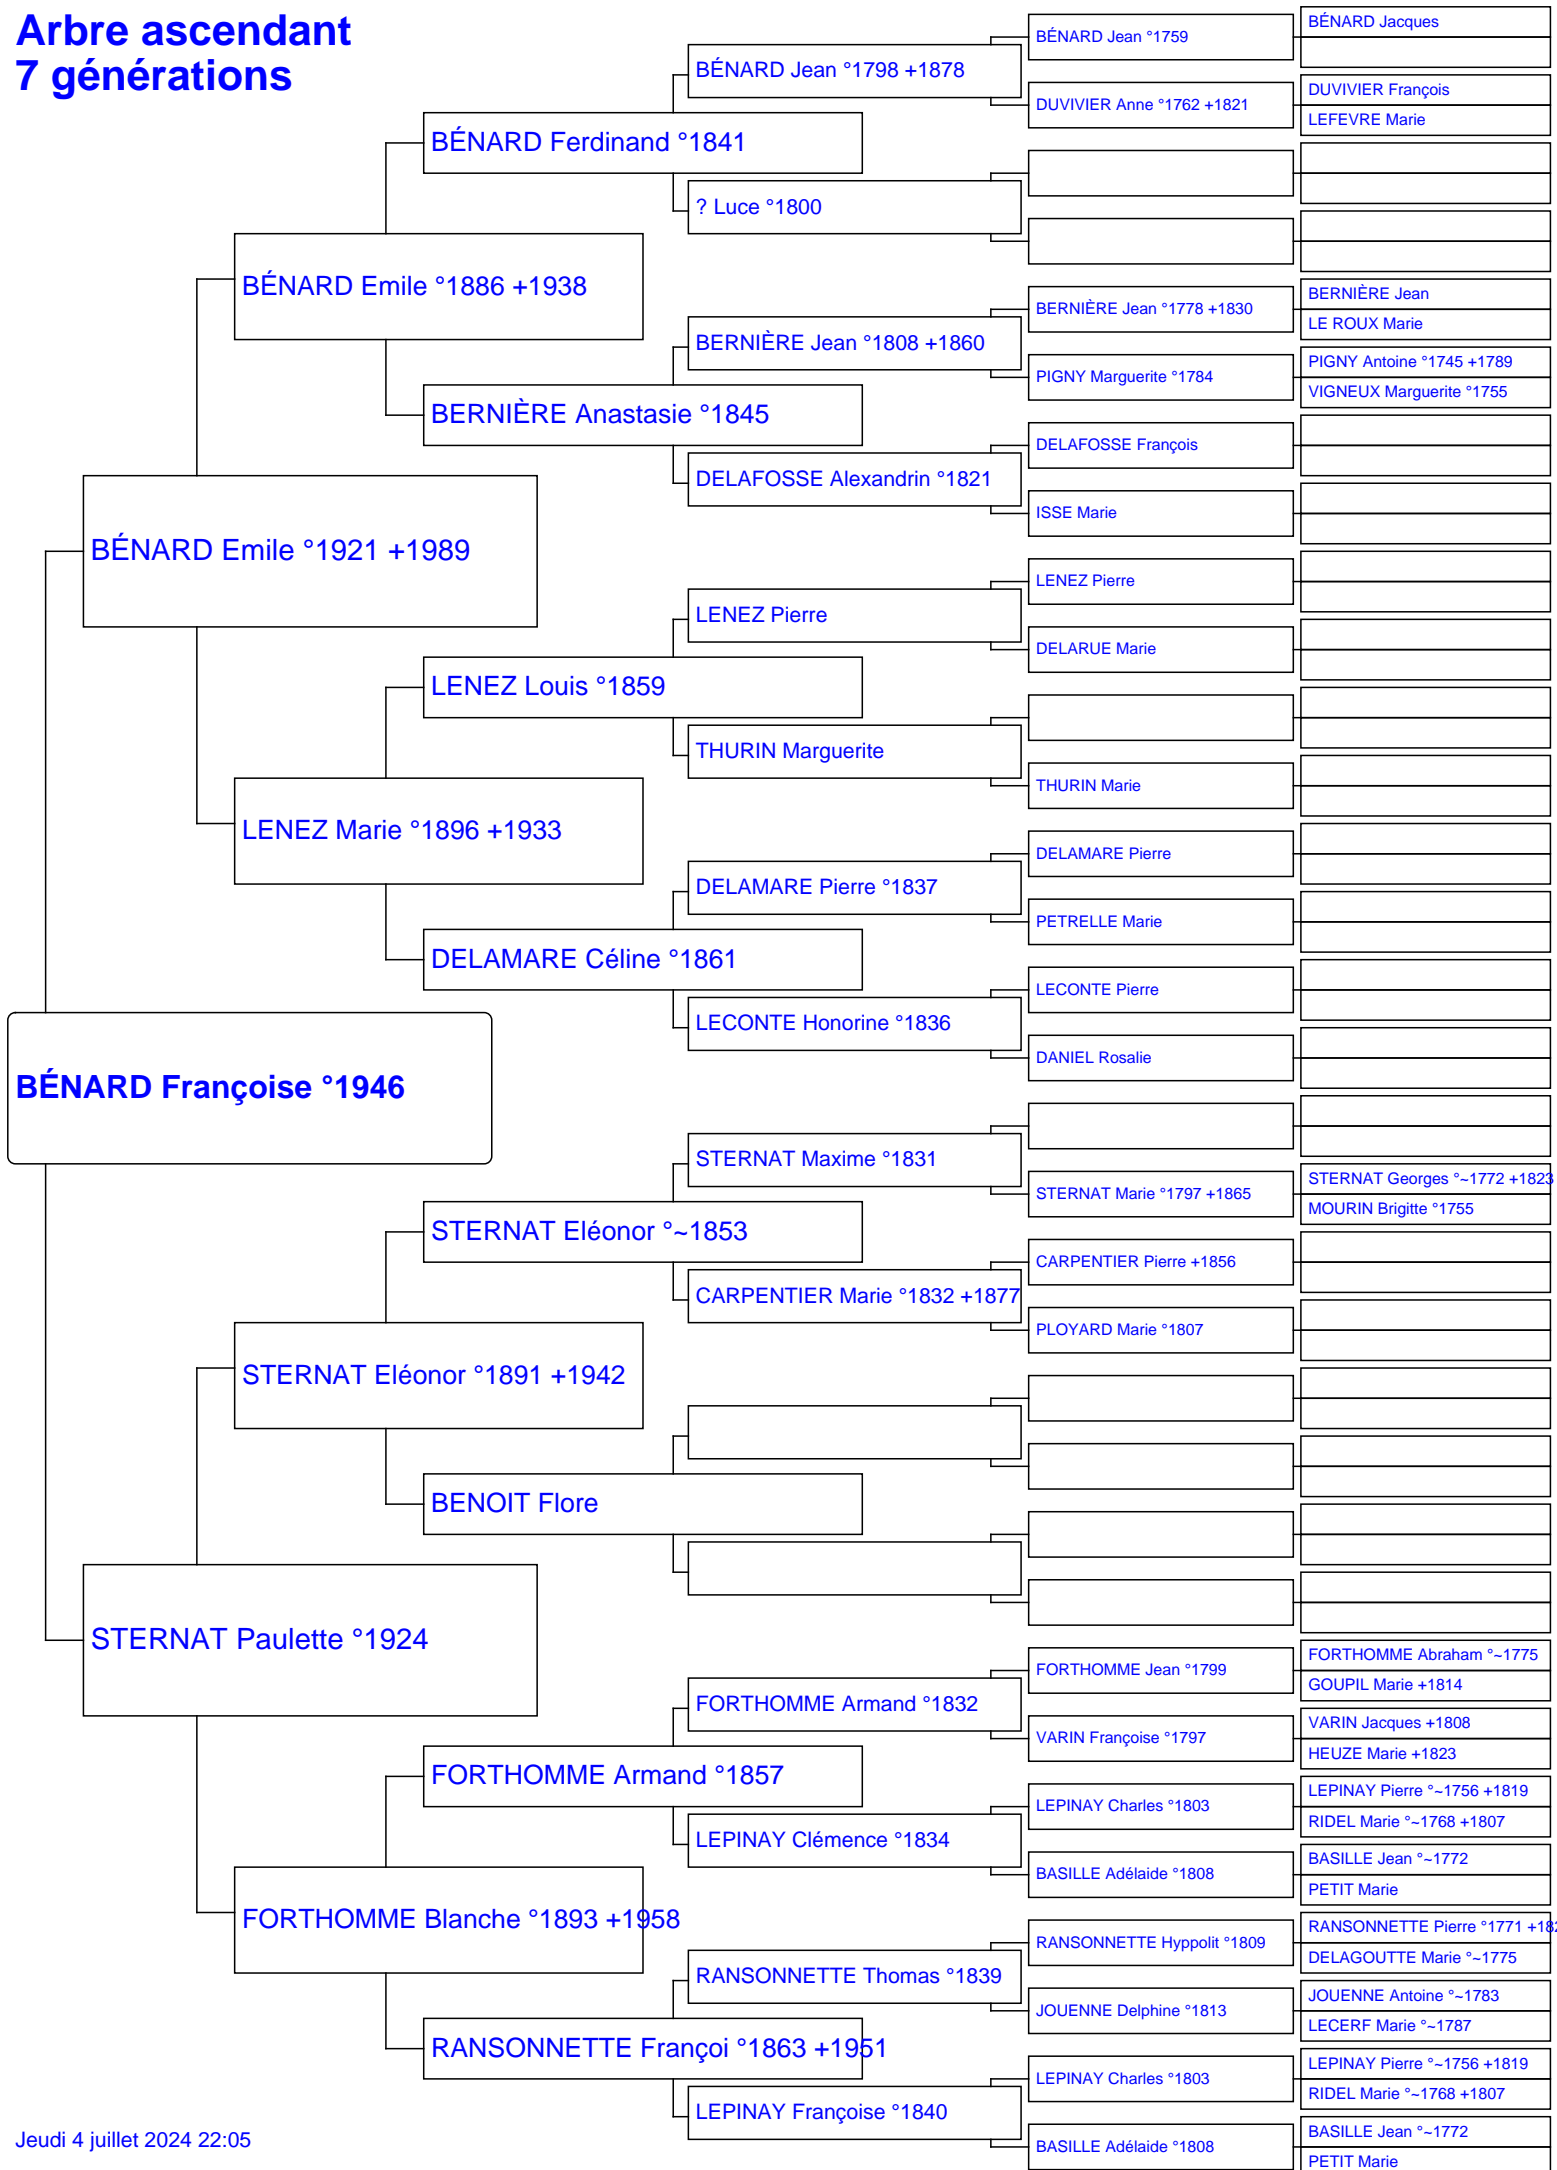 Arbre ascendant
7 générations
BÉNARD Françoise °1946
BÉNARD Emile °1921 +1989
STERNAT Paulette °1924
BÉNARD Emile °1886 +1938
LENEZ Marie °1896 +1933
STERNAT Eléonor °1891 +1942
FORTHOMME Blanche °1893 +1958
BÉNARD Ferdinand °1841
BERNIÈRE Anastasie °1845
LENEZ Louis °1859
DELAMARE Céline °1861
STERNAT Eléonor °~1853
BENOIT Flore
FORTHOMME Armand °1857
RANSONNETTE Françoi °1863 +1951
BÉNARD Jean °1798 +1878
? Luce °1800
BERNIÈRE Jean °1808 +1860
DELAFOSSE Alexandrin °1821
LENEZ Pierre
THURIN Marguerite
DELAMARE Pierre °1837
LECONTE Honorine °1836
STERNAT Maxime °1831
CARPENTIER Marie °1832 +1877
FORTHOMME Armand °1832
LEPINAY Clémence °1834
RANSONNETTE Thomas °1839
LEPINAY Françoise °1840
BÉNARD Jean °1759
DUVIVIER Anne °1762 +1821
BERNIÈRE Jean °1778 +1830
PIGNY Marguerite °1784
DELAFOSSE François
ISSE Marie
LENEZ Pierre
DELARUE Marie
THURIN Marie
DELAMARE Pierre
PETRELLE Marie
LECONTE Pierre
DANIEL Rosalie
STERNAT Marie °1797 +1865
CARPENTIER Pierre +1856
PLOYARD Marie °1807
FORTHOMME Jean °1799
VARIN Françoise °1797
LEPINAY Charles °1803
BASILLE Adélaide °1808
RANSONNETTE Hyppolit °1809
JOUENNE Delphine °1813
LEPINAY Charles °1803
BASILLE Adélaide °1808
BÉNARD Jacques
DUVIVIER François
LEFEVRE Marie
BERNIÈRE Jean
LE ROUX Marie
PIGNY Antoine °1745 +1789
VIGNEUX Marguerite °1755
STERNAT Georges °~1772 +1823
MOURIN Brigitte °1755
FORTHOMME Abraham °~1775
GOUPIL Marie +1814
VARIN Jacques +1808
HEUZE Marie +1823
LEPINAY Pierre °~1756 +1819
RIDEL Marie °~1768 +1807
BASILLE Jean °~1772
PETIT Marie
RANSONNETTE Pierre °1771
DELAGOUTTE Marie °~1775
JOUENNE Antoine °~1783
LECERF Marie °~1787
LEPINAY Pierre °~1756 +1819
RIDEL Marie °~1768 +1807
BASILLE Jean °~1772
PETIT Marie
Jeudi 4 juillet 2024 22:05